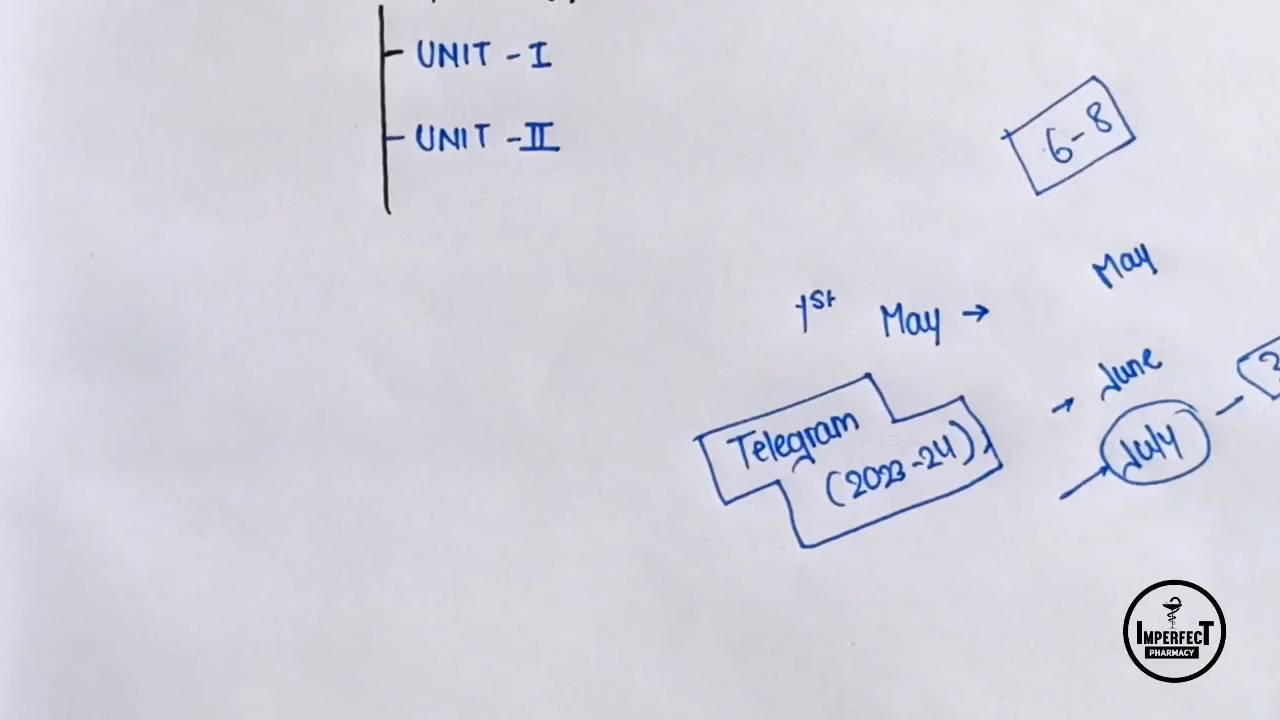 UNIT - I
UNIT - II
6-8
May
1st May →
→ June
July
Telegram
(2023-24)
IMPERFECT
PHARMACY